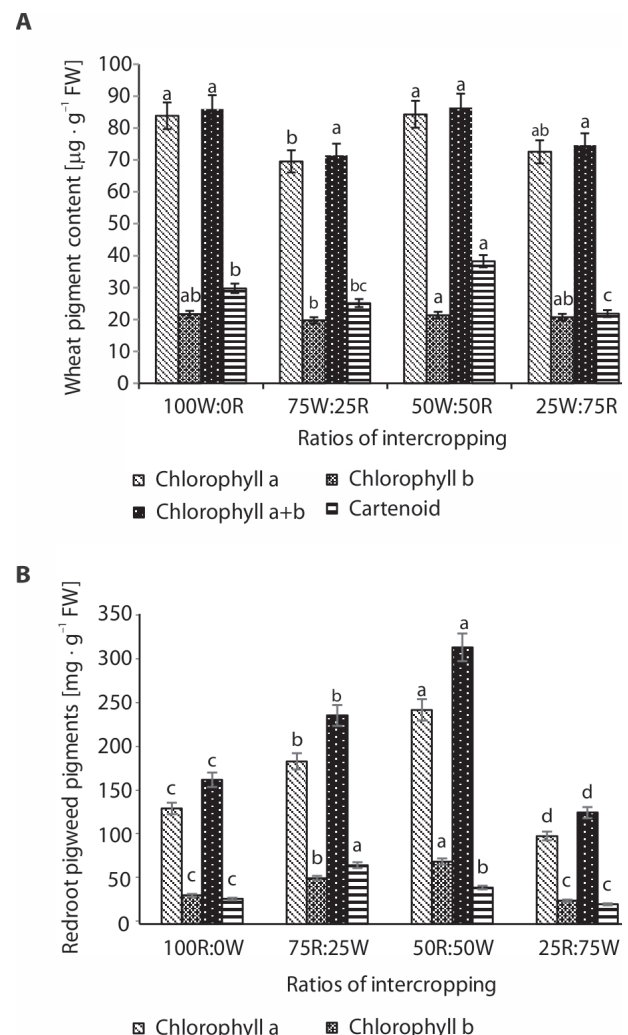 A
Wheat pigment content [µg · g⁻¹ FW]
100
90
80
70
60
50
40
30
20
10
0
a
ab
a
b
b
b
a
bc
a
a
a
a
ab
ab
a
c
100W:0R
75W:25R
50W:50R
25W:75R
Ratios of intercropping
Chlorophyll a
Chlorophyll b
Chlorophyll a+b
Cartenoid
B
Redroot pigweed pigments [mg · g⁻¹ FW]
350
300
250
200
150
100
50
0
c
c
c
c
b
b
b
a
a
a
a
b
d
c
d
c
100R:0W
75R:25W
50R:50W
25R:75W
Ratios of intercropping
Chlorophyll a
Chlorophyll b